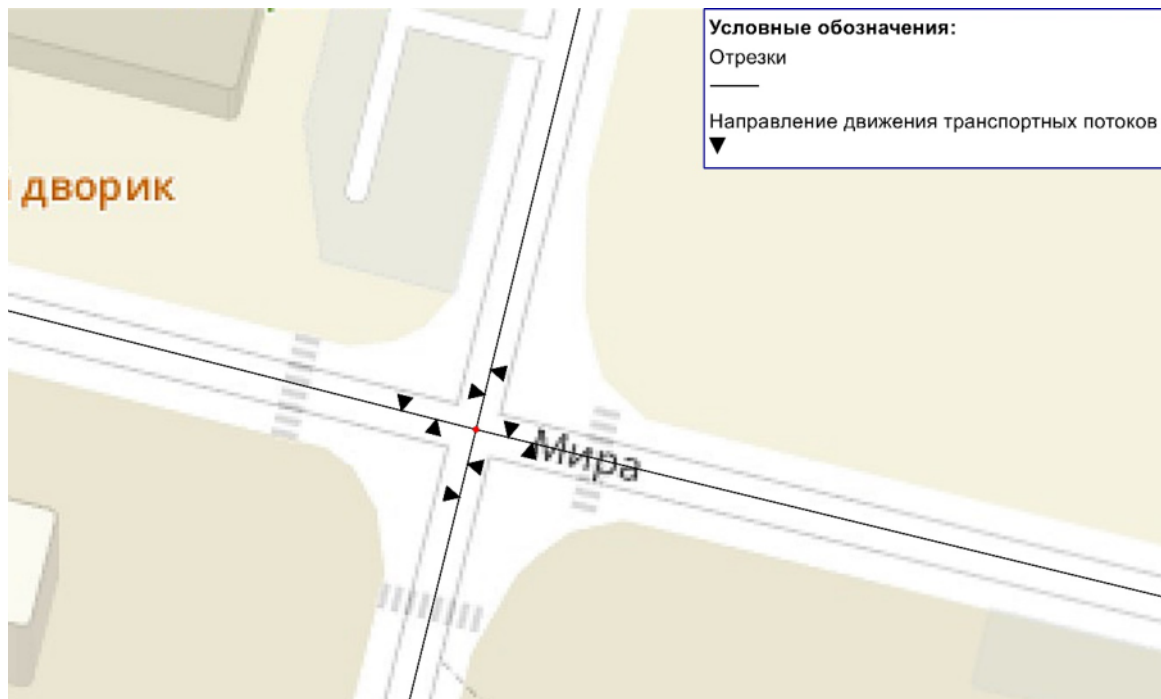 Условные обозначения:
Отрезки
Направление движения транспортных потоков
дворик
Мира